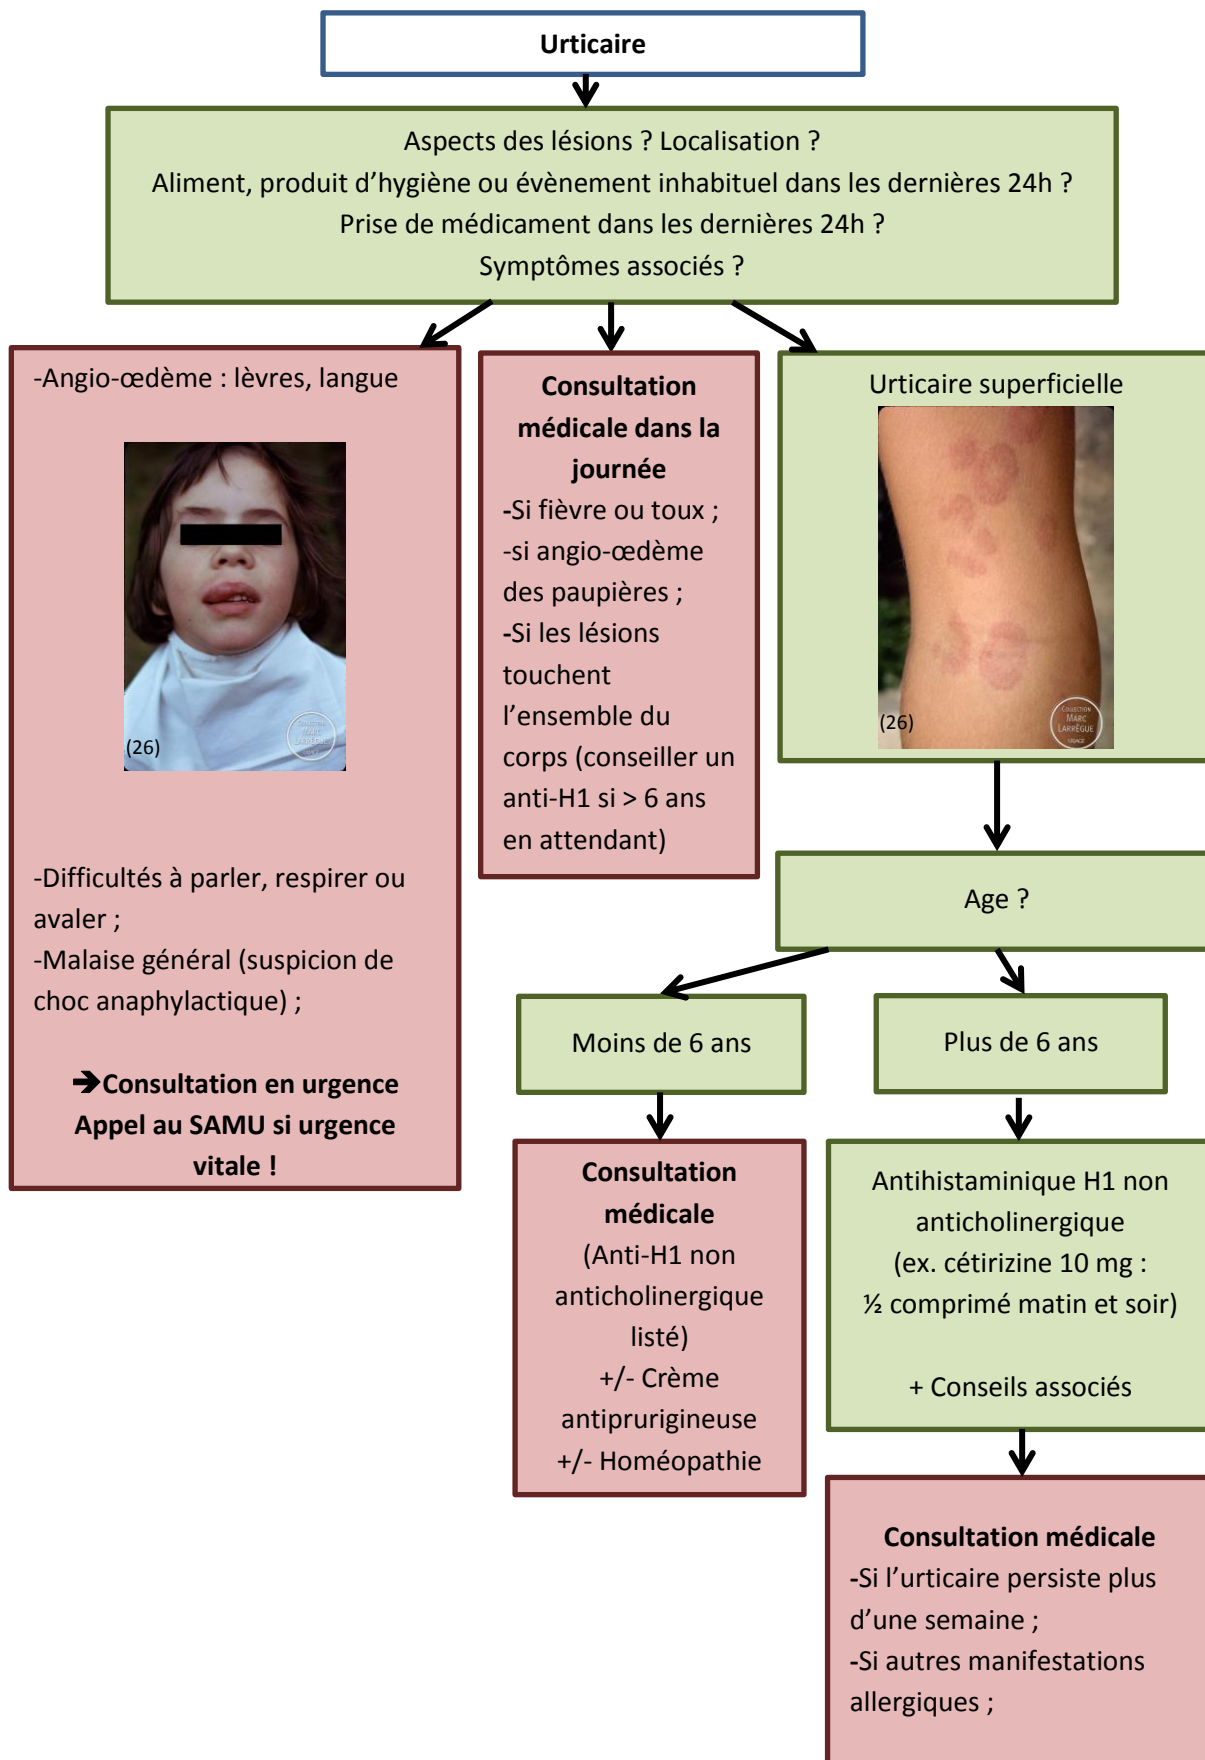 Urticaire
Aspects des lésions ? Localisation ?
Aliment, produit d’hygiène ou évènement inhabituel dans les dernières 24h ?
Prise de médicament dans les dernières 24h ?
Symptômes associés ?
-Angio-œdème : lèvres, langue
(26)
COLLECTION
MARC
LARRÈGUE
-Difficultés à parler, respirer ou
avaler ;
-Malaise général (suspicion de
choc anaphylactique) ;
➔Consultation en urgence
Appel au SAMU si urgence
vitale !
Consultation
médicale dans la
journée
-Si fièvre ou toux ;
-si angio-œdème
des paupières ;
-Si les lésions
touchent
l’ensemble du
corps (conseiller un
anti-H1 si > 6 ans
en attendant)
Urticaire superficielle
(26)
COLLECTION
MARC
LARRÈGUE
Age ?
Moins de 6 ans
Plus de 6 ans
Consultation
médicale
(Anti-H1 non
anticholinergique
listé)
+/- Crème
antiprurigineuse
+/- Homéopathie
Antihistaminique H1 non
anticholinergique
(ex. cétirizine 10 mg :
½ comprimé matin et soir)
+ Conseils associés
Consultation médicale
-Si l’urticaire persiste plus
d’une semaine ;
-Si autres manifestations
allergiques ;